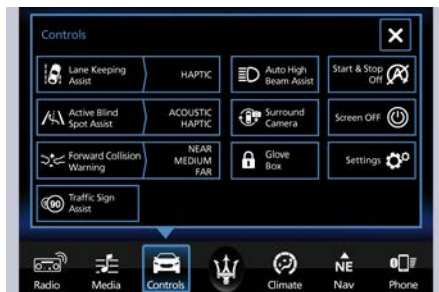 Controls
Lane Keeping
Assist
HAPTIC
Auto High
Beam Assist
Start & Stop
Off
Active Blind
Spot Assist
ACOUSTIC
HAPTIC
Surround
Camera
Screen OFF
Forward Collision
Warning
NEAR
MEDIUM
FAR
Glove
Box
Settings
90
Traffic Sign
Assist
Radio
Media
Controls
Climate
NE
Nav
Phone